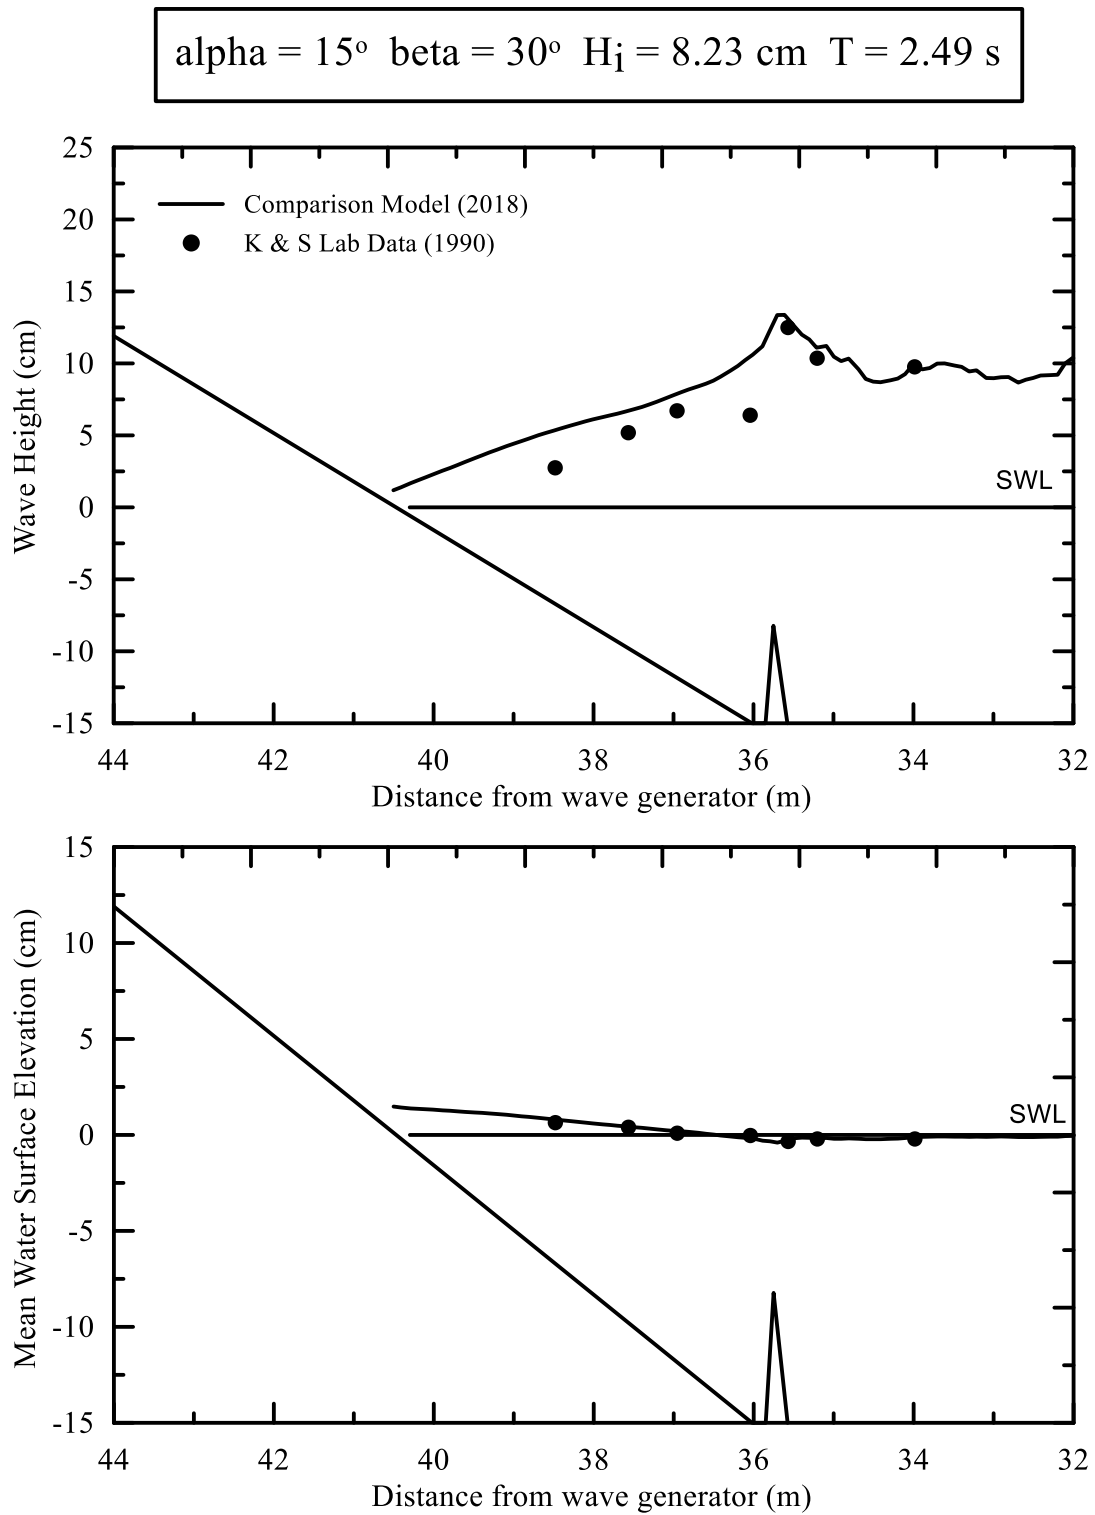 alpha = 15° beta = 30° Hi = 8.23 cm T = 2.49 s
25
20
15
10
5
0
-5
-10
-15
Wave Height (cm)
Comparison Model (2018)
K & S Lab Data (1990)
SWL
44 42 40 38 36 34 32
Distance from wave generator (m)
15
10
5
0
-5
-10
-15
Mean Water Surface Elevation (cm)
SWL
44 42 40 38 36 34 32
Distance from wave generator (m)